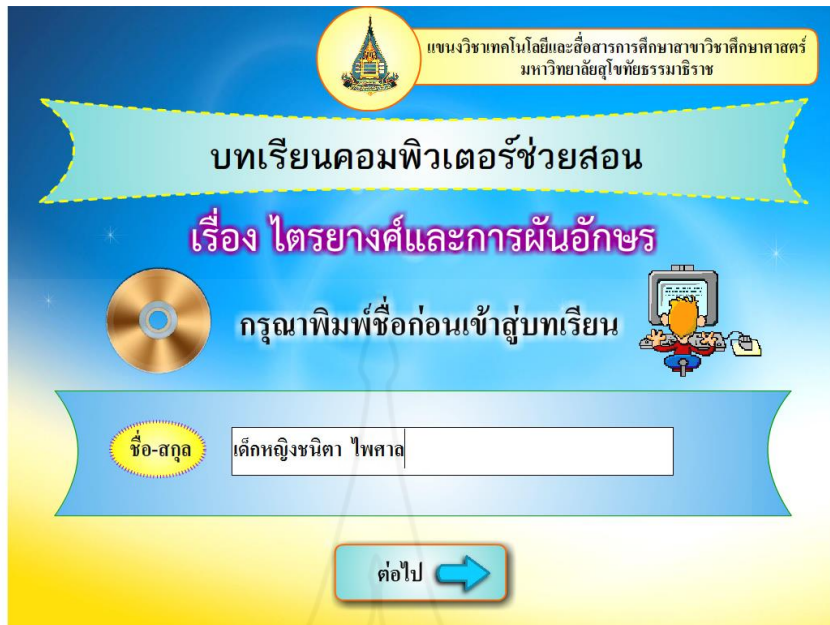 แขนงวิชาเทคโนโลยีและสื่อสารการศึกษาสาขาวิชาศึกษาศาสตร์
มหาวิทยาลัยสุโขทัยธรรมาธิราช
บทเรียนคอมพิวเตอร์ช่วยสอน
เรื่อง ไตรยางศ์และการผันอักษร
กรุณาพิมพ์ชื่อก่อนเข้าสู่บทเรียน
ชื่อ-สกุล
เด็กหญิงชนิตา ไพศาล
ต่อไป